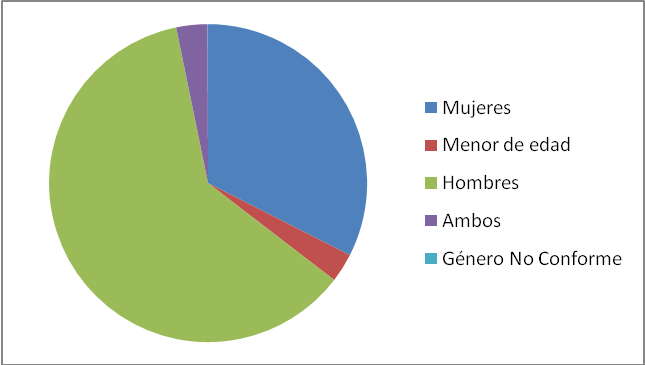 Mujeres
Menor de edad
Hombres
Ambos
Género No Conforme